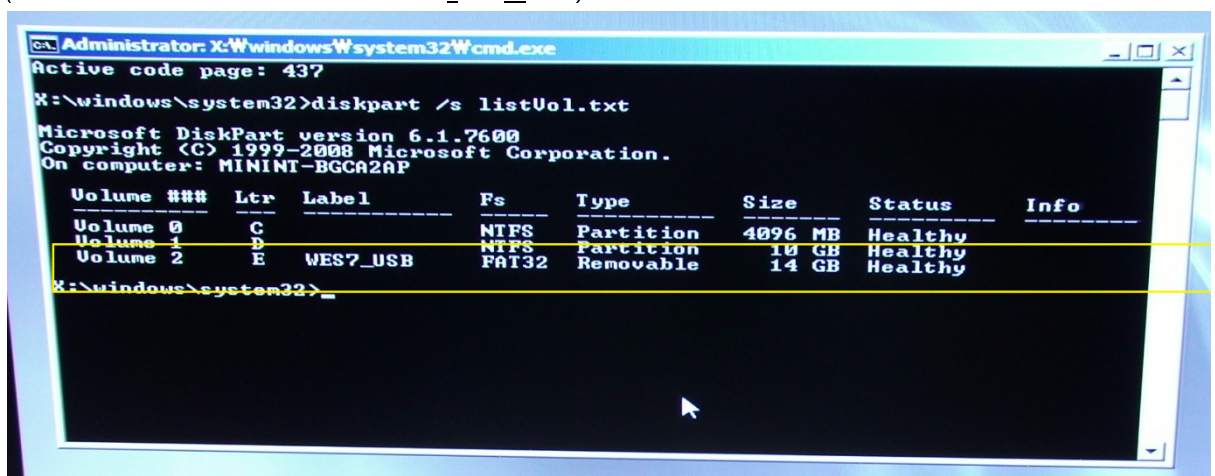 Administrator: X:₩windows₩system32₩cmd.exe
Active code page: 437
X:\windows\system32>diskpart /s listVol.txt
Microsoft DiskPart version 6.1.7600
Copyright (C) 1999-2008 Microsoft Corporation.
On computer: MININT-BGCA2AP
Volume ### Ltr Label Fs Type Size Status Info
---------- --- ----------- ----- ---------- ------- --------- --------
Volume 0 C NTFS Partition 4096 MB Healthy
Volume 1 D NTFS Partition 10 GB Healthy
Volume 2 E WES7_USB FAT32 Removable 14 GB Healthy
X:\windows\system32>_